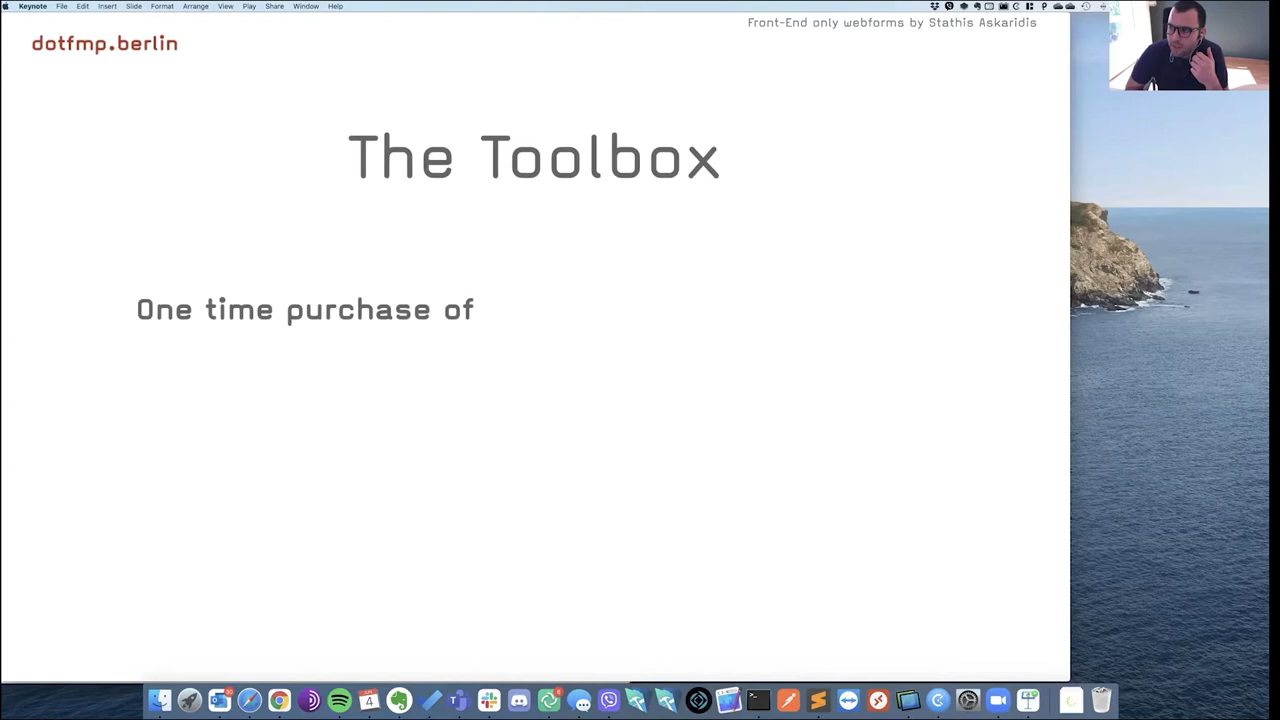 Keynote File Edit Insert Slide Format Arrange View Play Share Window Help
Front-End only webforms by Stathis Askaridis
dotfmp.berlin
The Toolbox
One time purchase of